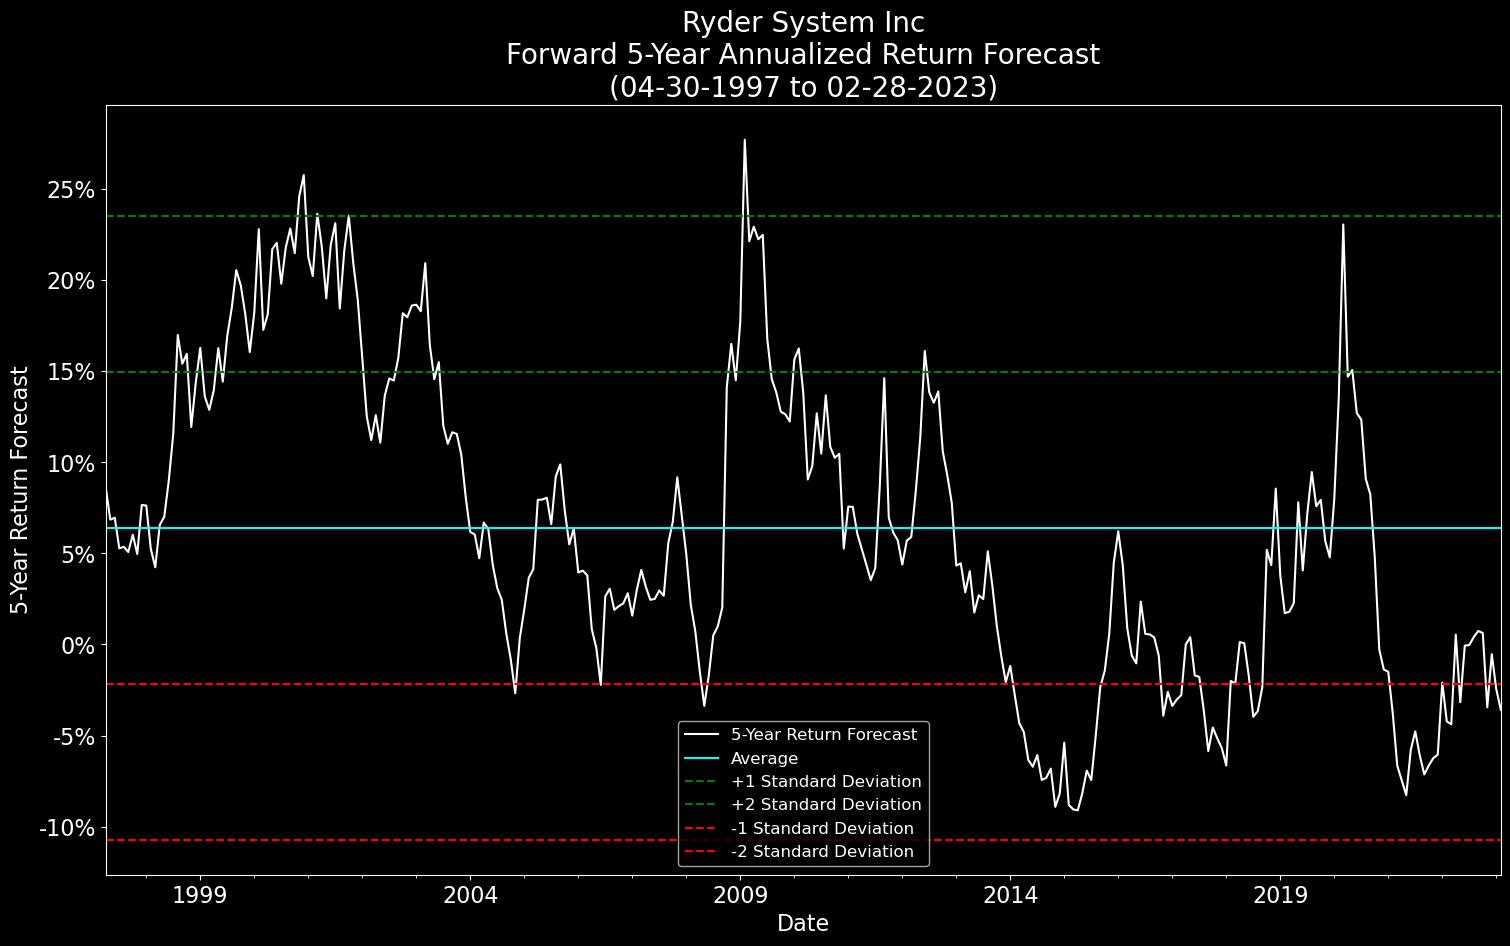 Ryder System Inc
Forward 5-Year Annualized Return Forecast
(04-30-1997 to 02-28-2023)
5-Year Return Forecast
25%
20%
15%
10%
5%
0%
-5%
-10%
5-Year Return Forecast
Average
+1 Standard Deviation
+2 Standard Deviation
-1 Standard Deviation
-2 Standard Deviation
1999
2004
2009
2014
2019
Date